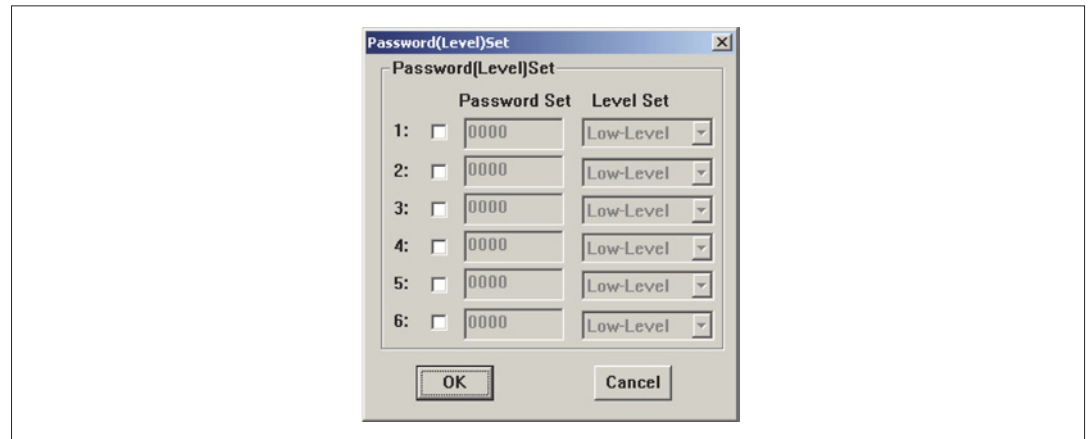 Password(Level)Set
Password(Level)Set
Password Set Level Set
1: 0000 Low-Level
2: 0000 Low-Level
3: 0000 Low-Level
4: 0000 Low-Level
5: 0000 Low-Level
6: 0000 Low-Level
OK Cancel